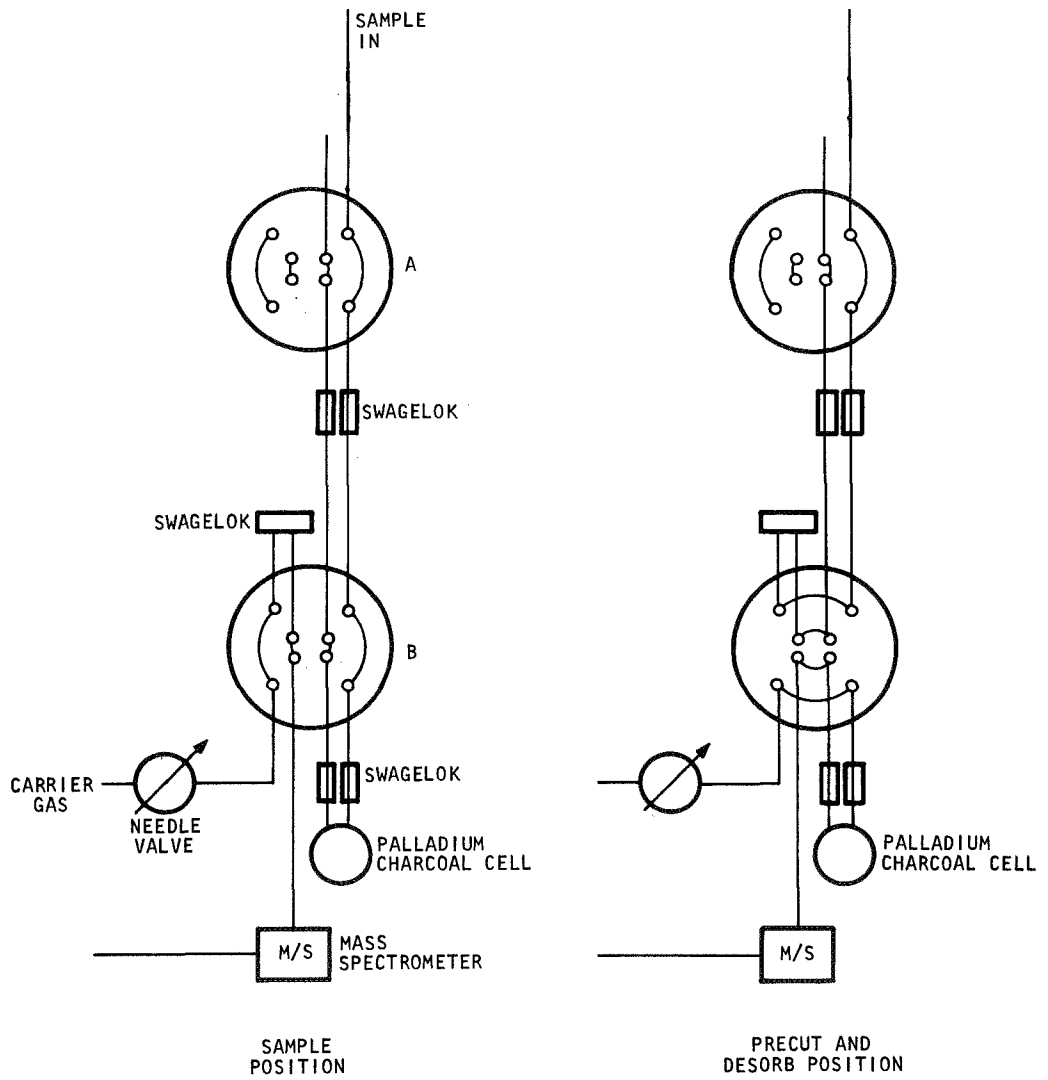 SAMPLE
IN
A
SWAGELOK
SWAGELOK
B
SWAGELOK
CARRIER
GAS
NEEDLE
VALVE
PALLADIUM
CHARCOAL CELL
M/S
MASS
SPECTROMETER
SAMPLE
POSITION
PALLADIUM
CHARCOAL CELL
M/S
PRECUT AND
DESORB POSITION